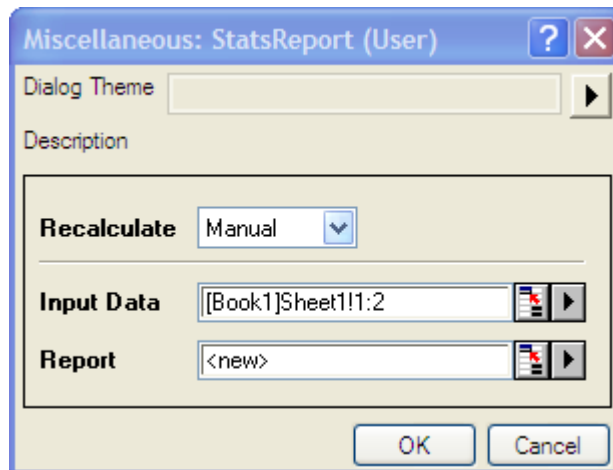 Miscellaneous: StatsReport (User)
?
Dialog Theme
Description
Recalculate Manual
Input Data [Book1]Sheet1!1:2
Report <new>
OK Cancel